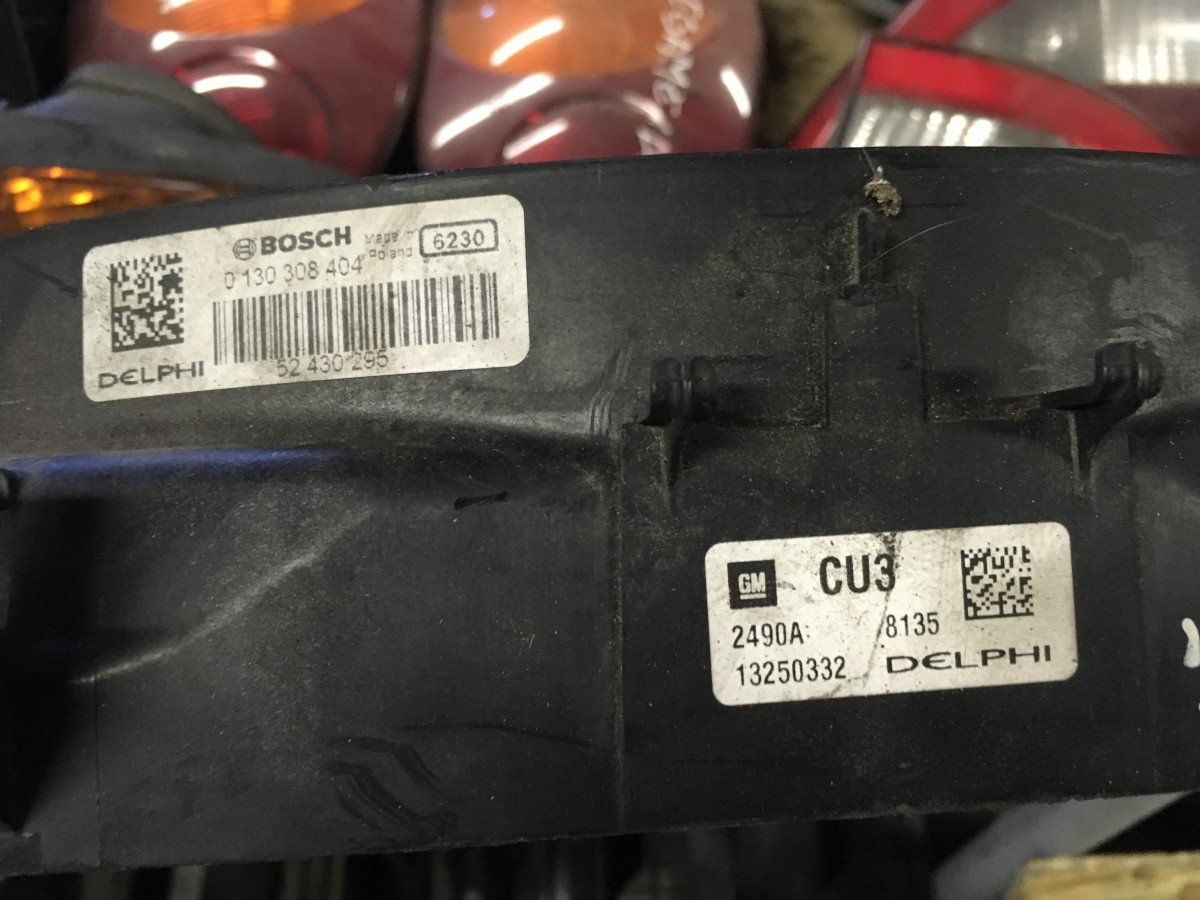 BOSCH Made in Poland 6230
0 130 308 404
DELPHI
52 430 295
GM CU3
2490A 8135
13250332 DELPHI